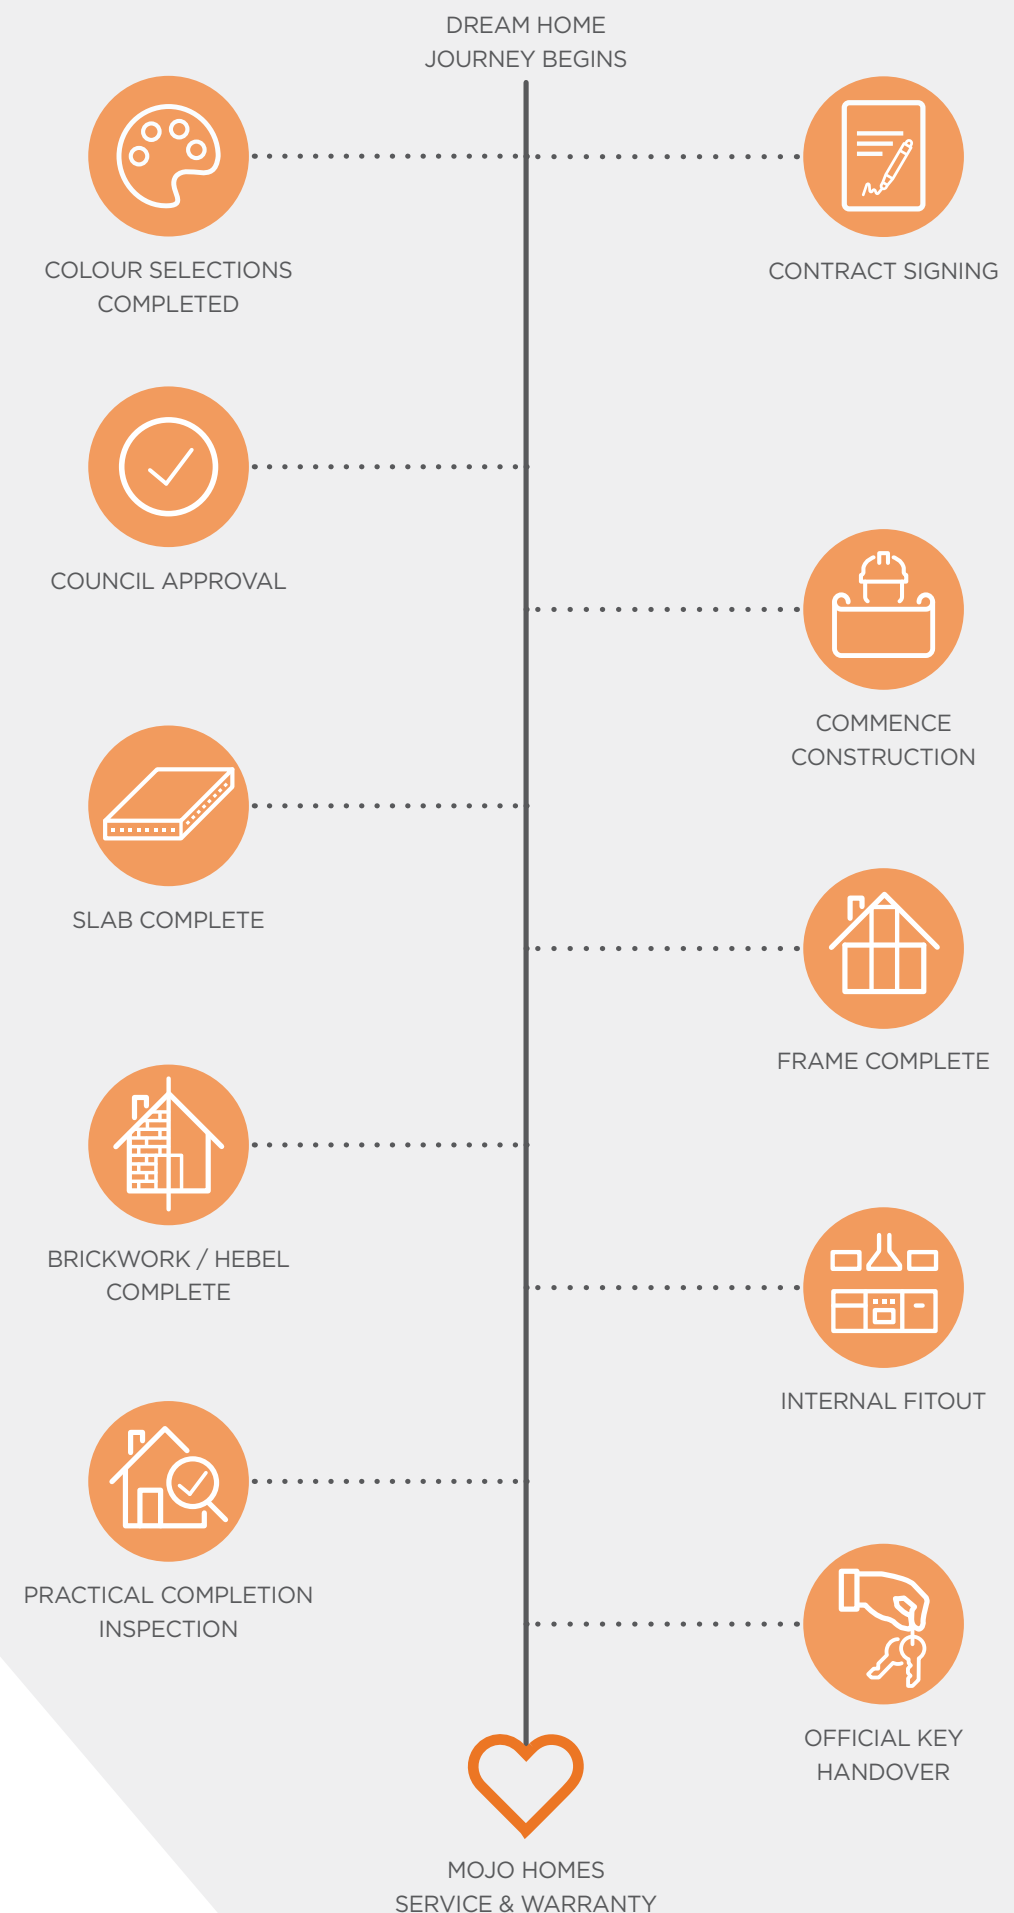 DREAM HOME
JOURNEY BEGINS
COLOUR SELECTIONS
COMPLETED
CONTRACT SIGNING
COUNCIL APPROVAL
COMMENCE
CONSTRUCTION
SLAB COMPLETE
FRAME COMPLETE
BRICKWORK / HEBEL
COMPLETE
INTERNAL FITOUT
PRACTICAL COMPLETION
INSPECTION
OFFICIAL KEY
HANDOVER
MOJO HOMES
SERVICE & WARRANTY